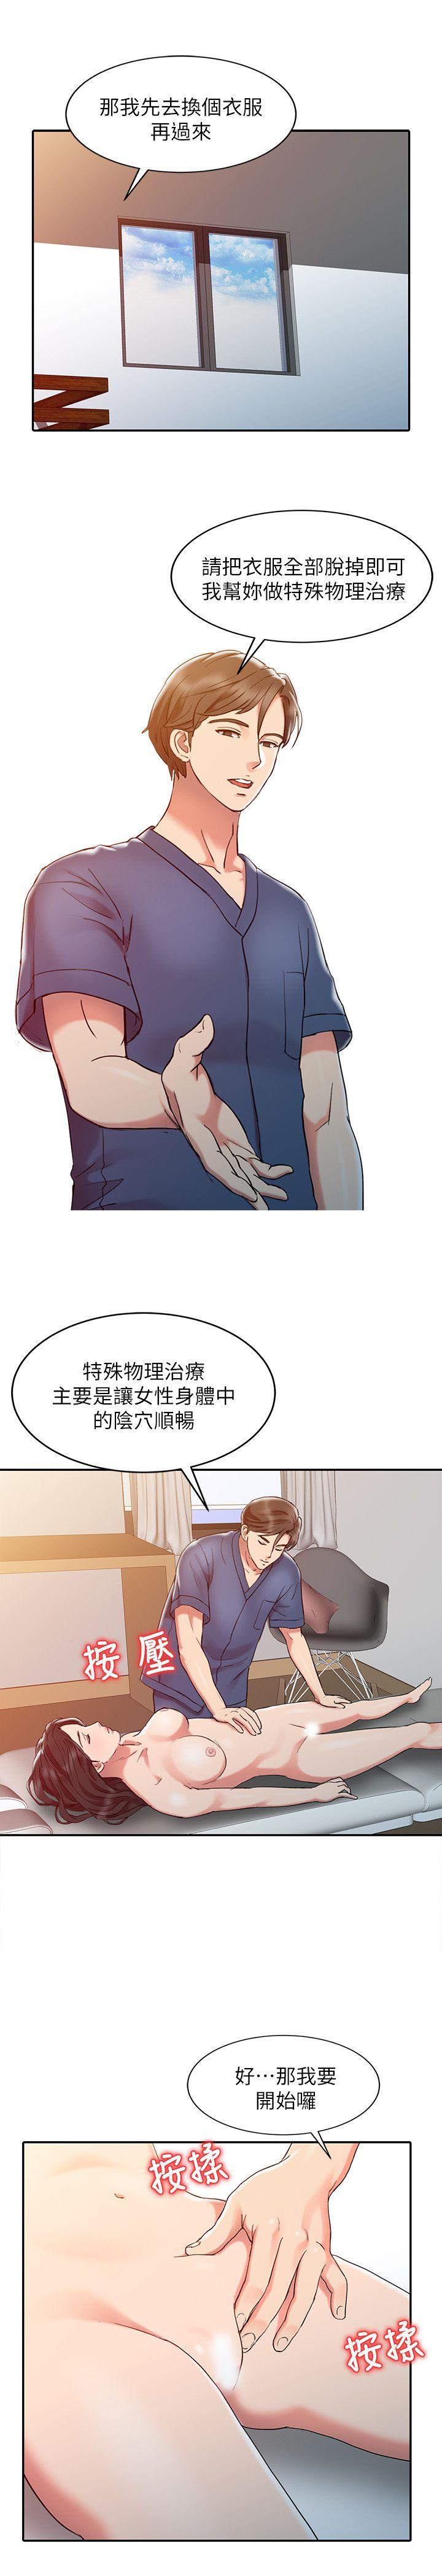 那我先去換個衣服
再過來
請把衣服全部脫掉即可
我幫妳做特殊物理治療
特殊物理治療
主要是讓女性身體中
的陰穴順暢
按壓
好…那我要
開始囉
按揉
按揉